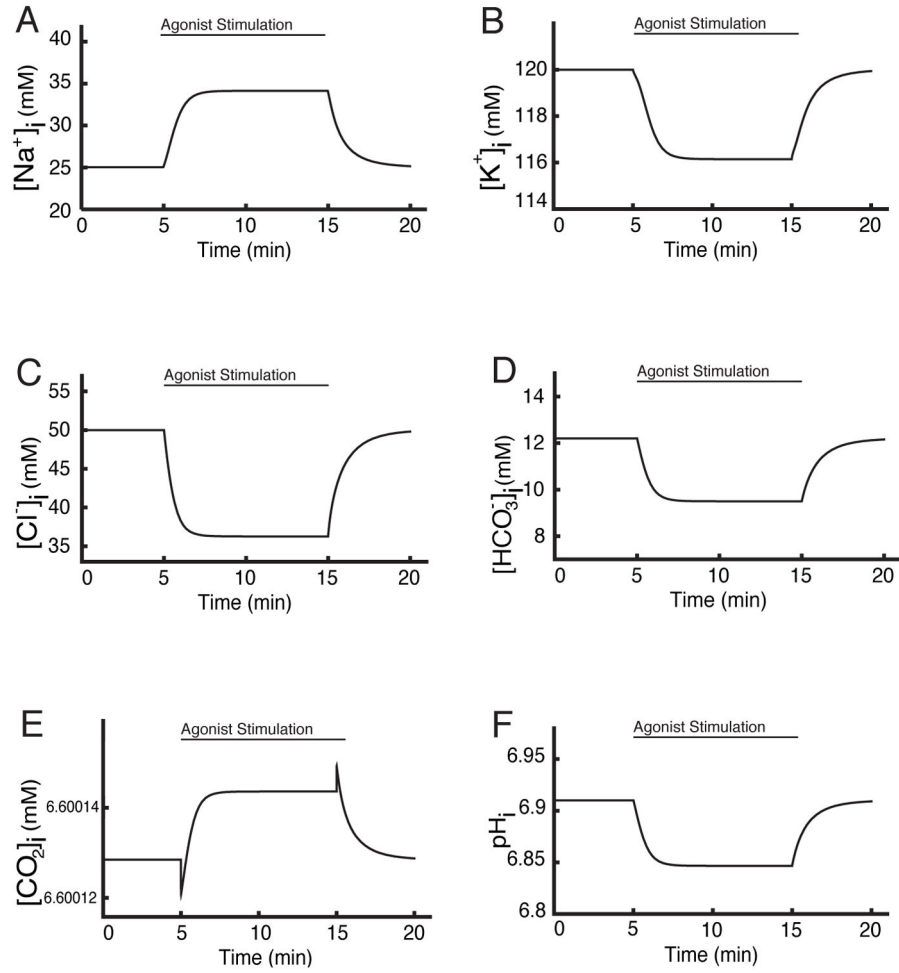 A
Agonist Stimulation
[Na⁺]i (mM)
40
35
30
25
20
0 5 10 15 20
Time (min)
B
Agonist Stimulation
[K⁺]i (mM)
120
118
116
114
0 5 10 15 20
Time (min)
C
Agonist Stimulation
[Cl⁻]i (mM)
55
50
45
40
35
0 5 10 15 20
Time (min)
D
Agonist Stimulation
[HCO₃⁻]i (mM)
14
12
10
8
0 5 10 15 20
Time (min)
E
Agonist Stimulation
[CO₂]i (mM)
6.60014
6.60012
0 5 10 15 20
Time (min)
F
Agonist Stimulation
pHi
6.95
6.9
6.85
6.8
0 5 10 15 20
Time (min)